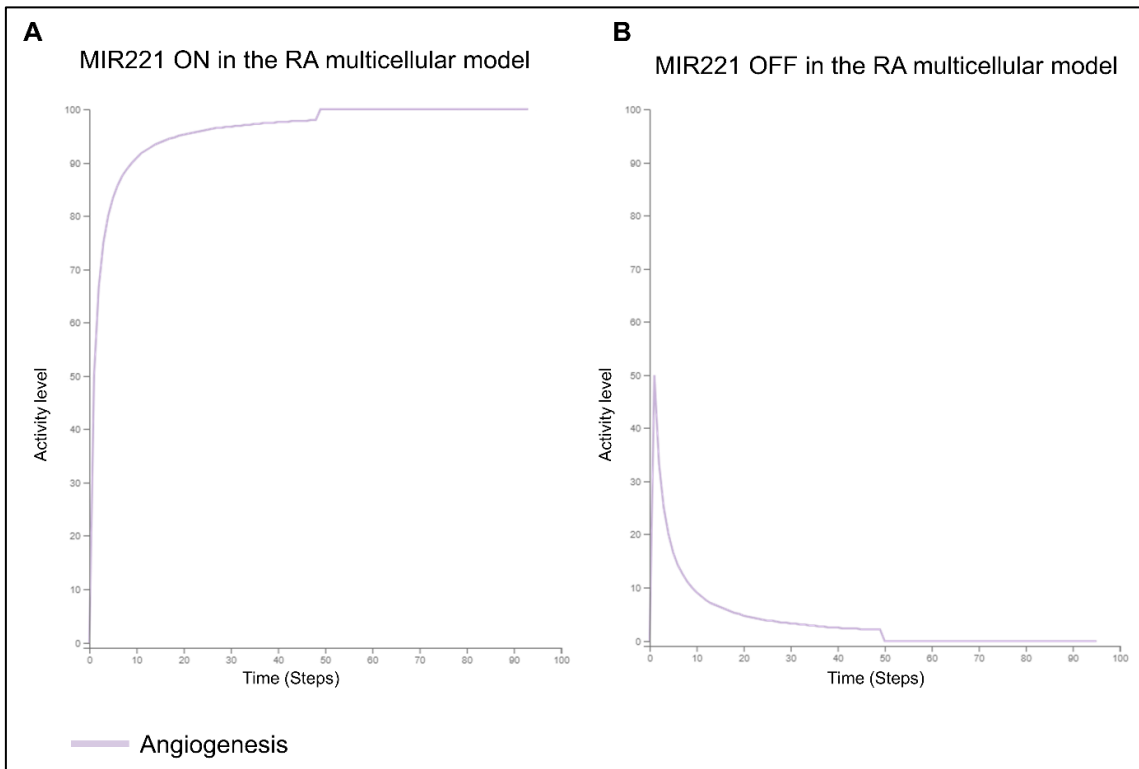 A
MIR221 ON in the RA multicellular model
100
90
80
70
60
50
40
30
20
10
0
Activity level
0 10 20 30 40 50 60 70 80 90 100
Time (Steps)
B
MIR221 OFF in the RA multicellular model
100
90
80
70
60
50
40
30
20
10
0
Activity level
0 10 20 30 40 50 60 70 80 90 100
Time (Steps)
Angiogenesis